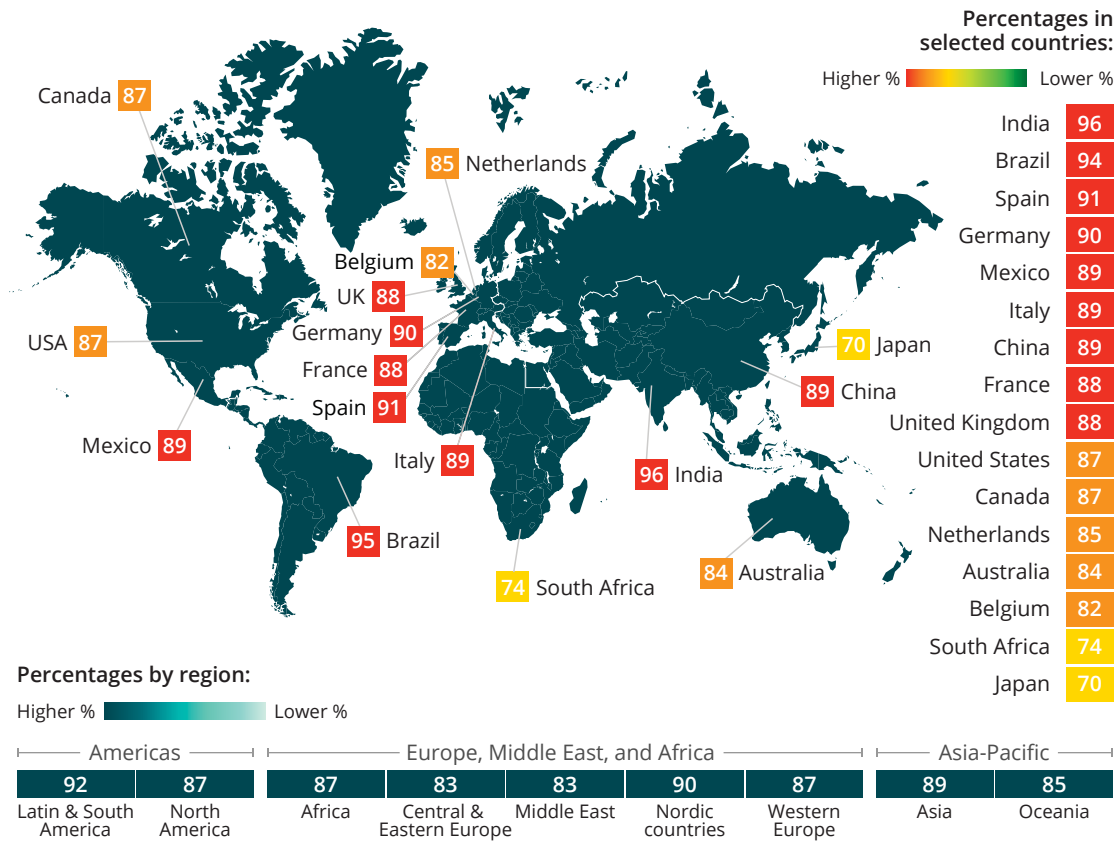 Percentages in
selected countries:
Higher %
Lower %
Canada 87
85 Netherlands
Belgium 82
UK 88
Germany 90
USA 87
France 88
Spain 91
70 Japan
89 China
Mexico 89
Italy 89
96 India
95 Brazil
74 South Africa
84 Australia
India 96
Brazil 94
Spain 91
Germany 90
Mexico 89
Italy 89
China 89
France 88
United Kingdom 88
United States 87
Canada 87
Netherlands 85
Australia 84
Belgium 82
South Africa 74
Japan 70
Percentages by region:
Higher %
Lower %
Americas
92
Latin & South
America
87
North
America
Europe, Middle East, and Africa
87
Africa
83
Central &
Eastern Europe
83
Middle East
90
Nordic
countries
87
Western
Europe
Asia-Pacific
89
Asia
85
Oceania